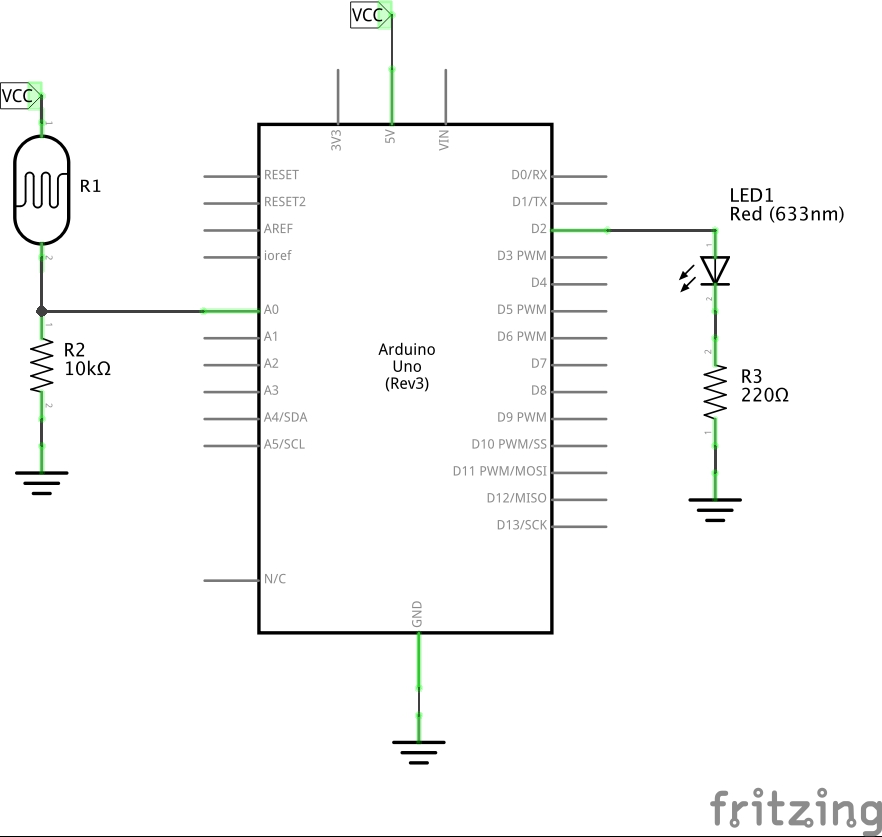 VCC
VCC
1
R1
2
1
R2
10kΩ
2
3V3
5V
VIN
RESET
RESET2
AREF
ioref
A0
A1
A2
A3
A4/SDA
A5/SCL
N/C
Arduino
Uno
(Rev3)
GND
D0/RX
D1/TX
D2
D3 PWM
D4
D5 PWM
D6 PWM
D7
D8
D9 PWM
D10 PWM/SS
D11 PWM/MOSI
D12/MISO
D13/SCK
LED1
Red (633nm)
1
2
2
R3
220Ω
1
fritzing